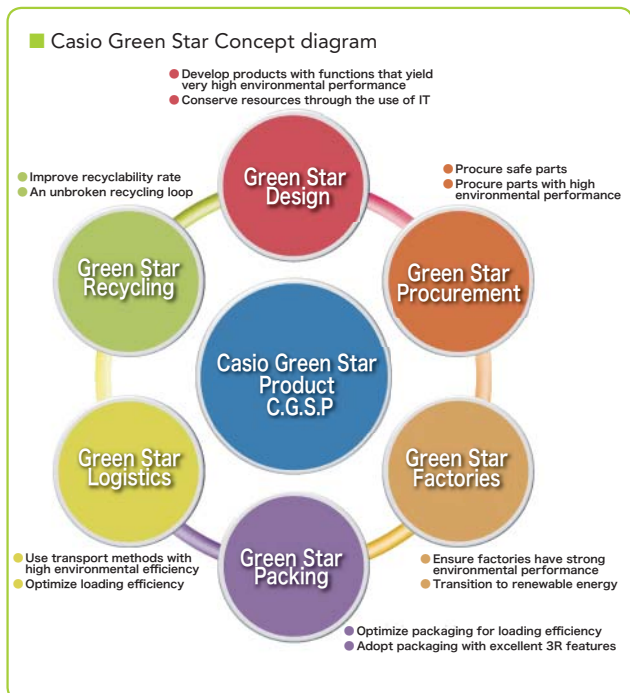 Casio Green Star Concept diagram
Develop products with functions that yield
very high environmental performance
Conserve resources through the use of IT
Green Star
Design
Improve recyclability rate
An unbroken recycling loop
Procure safe parts
Procure parts with high
environmental performance
Green Star
Recycling
Green Star
Procurement
Casio Green Star
Product
C.G.S.P
Green Star
Logistics
Green Star
Factories
Use transport methods with
high environmental efficiency
Optimize loading efficiency
Green Star
Packing
Ensure factories have strong
environmental performance
Transition to renewable energy
Optimize packaging for loading efficiency
Adopt packaging with excellent 3R features